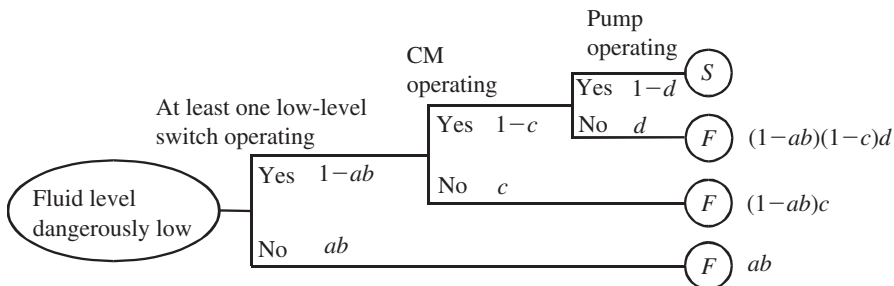 Pump
operating
CM
operating
S
Yes 1−d
At least one low-level
switch operating
No d
F (1−ab)(1−c)d
Yes 1−c
Yes 1−ab
No c
F (1−ab)c
Fluid level
dangerously low
No ab
F ab